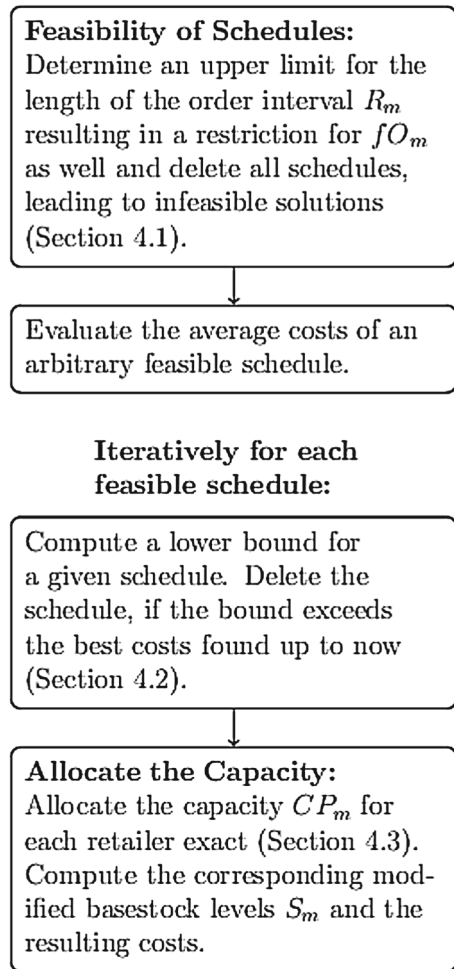 Feasibility of Schedules:
Determine an upper limit for the
length of the order interval R_m
resulting in a restriction for fO_m
as well and delete all schedules,
leading to infeasible solutions
(Section 4.1).
Evaluate the average costs of an
arbitrary feasible schedule.
Iteratively for each
feasible schedule:
Compute a lower bound for
a given schedule. Delete the
schedule, if the bound exceeds
the best costs found up to now
(Section 4.2).
Allocate the Capacity:
Allocate the capacity CP_m for
each retailer exact (Section 4.3).
Compute the corresponding mod-
ified basestock levels S_m and the
resulting costs.